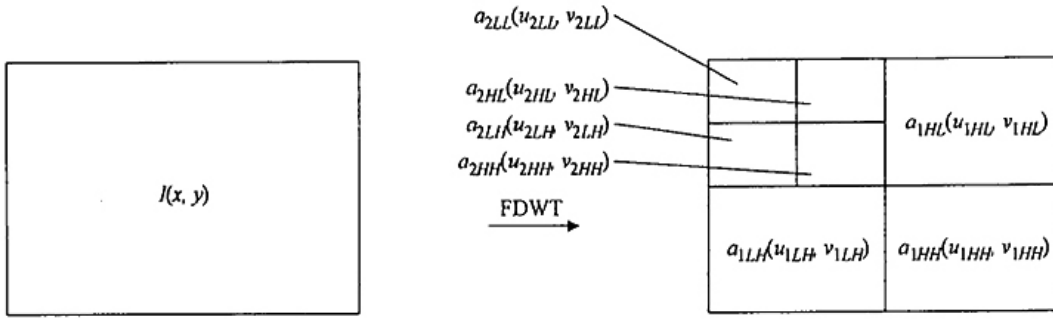 a2LL(u2LL, v2LL)
a2HL(u2HL, v2HL)
a2LH(u2LH, v2LH)
a2HH(u2HH, v2HH)
a1HL(u1HL, v1HL)
I(x, y)
FDWT
a1LH(u1LH, v1LH)
a1HH(u1HH, v1HH)